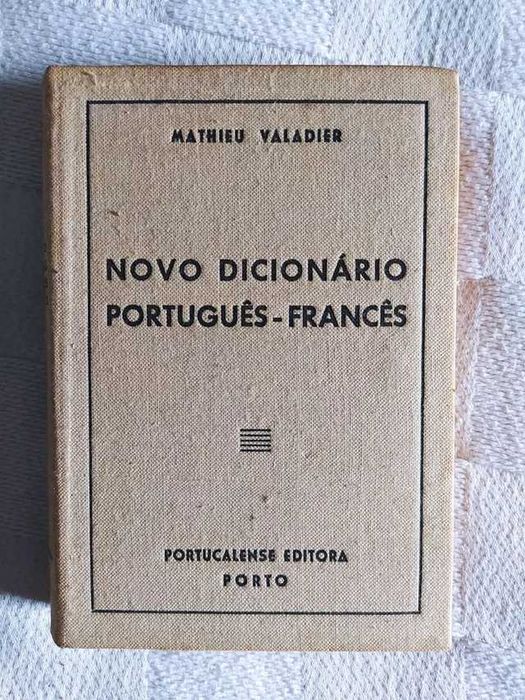 MATHIEU VALADIER
NOVO DICIONÁRIO
PORTUGUÊS-FRANCÊS
PORTUCALENSE EDITORA
PORTO